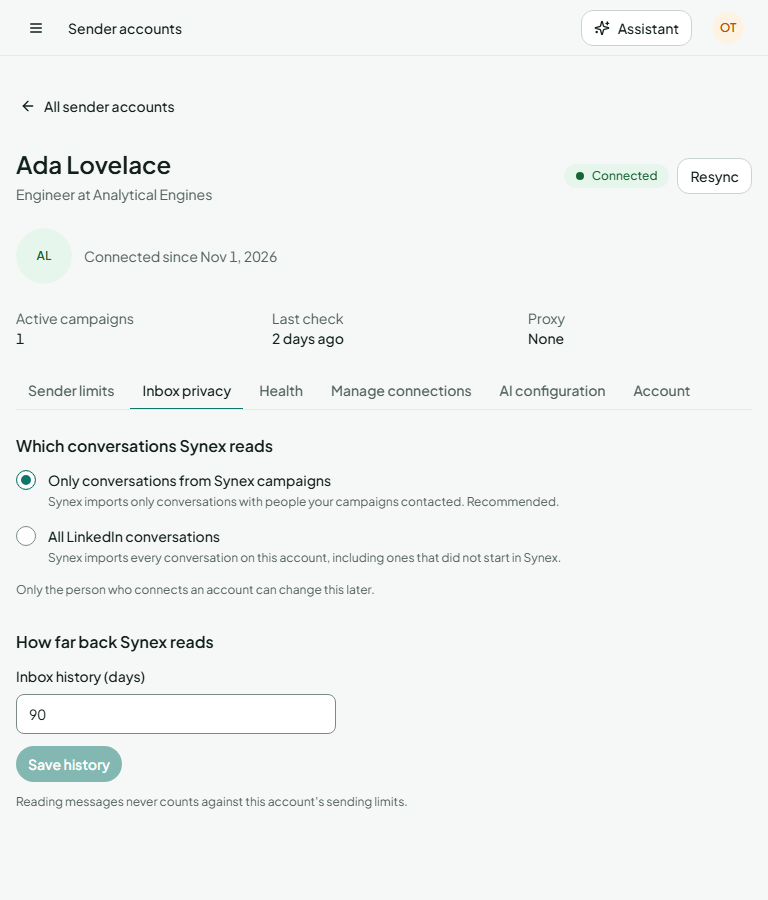 Sender accounts
Assistant
OT
All sender accounts
Ada Lovelace
Engineer at Analytical Engines
Connected
Resync
AL
Connected since Nov 1, 2026
Active campaigns
1
Last check
2 days ago
Proxy
None
Sender limits
Inbox privacy
Health
Manage connections
AI configuration
Account
Which conversations Synex reads
Only conversations from Synex campaigns
Synex imports only conversations with people your campaigns contacted. Recommended.
All LinkedIn conversations
Synex imports every conversation on this account, including ones that did not start in Synex.
Only the person who connects an account can change this later.
How far back Synex reads
Inbox history (days)
90
Save history
Reading messages never counts against this account's sending limits.